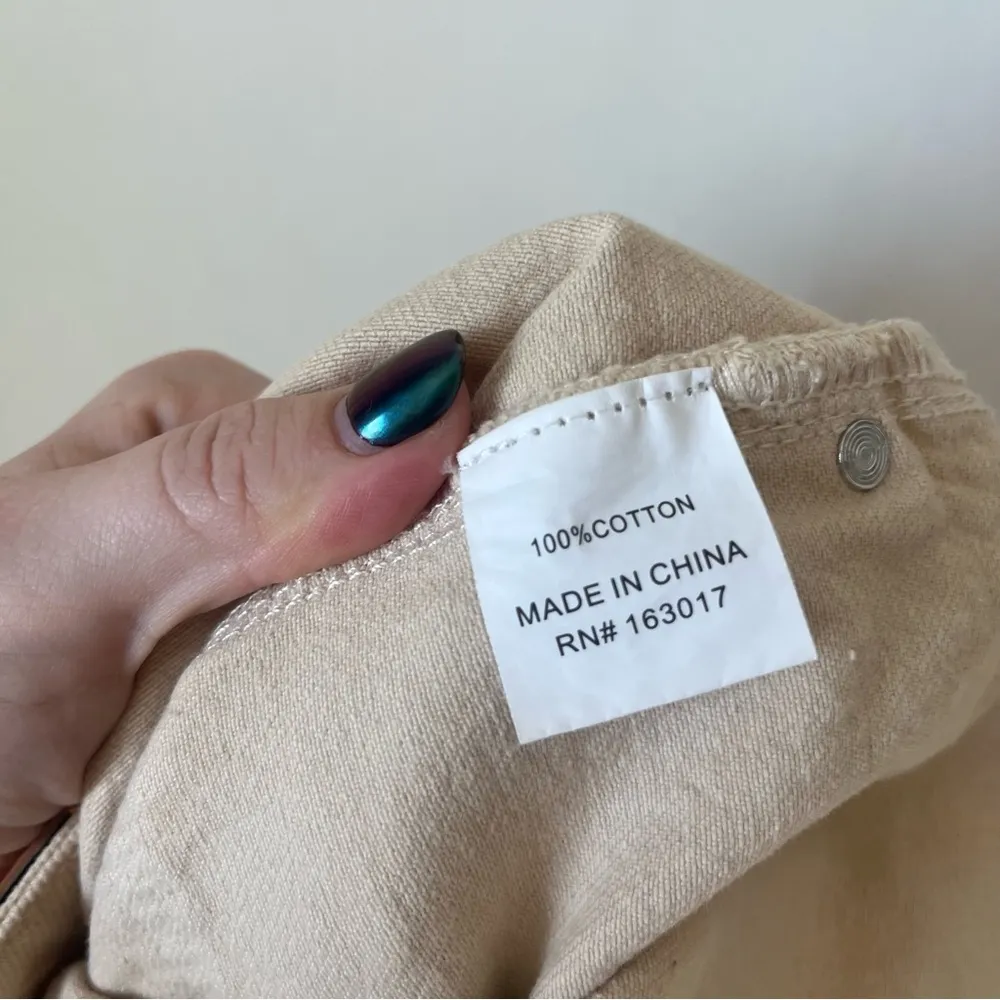 100%COTTON
MADE IN CHINA
RN# 163017